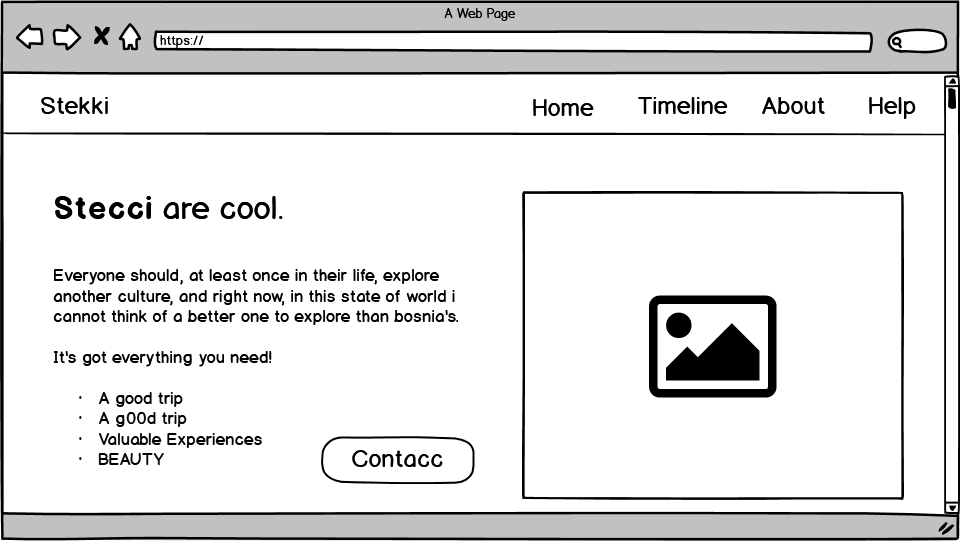 A Web Page
https://
Stekki
Home Timeline About Help
Stecci are cool.
Everyone should, at least once in their life, explore
another culture, and right now, in this state of world i
cannot think of a better one to explore than bosnia's.
It's got everything you need!
· A good trip
· A g00d trip
· Valuable Experiences
· BEAUTY
Contacc